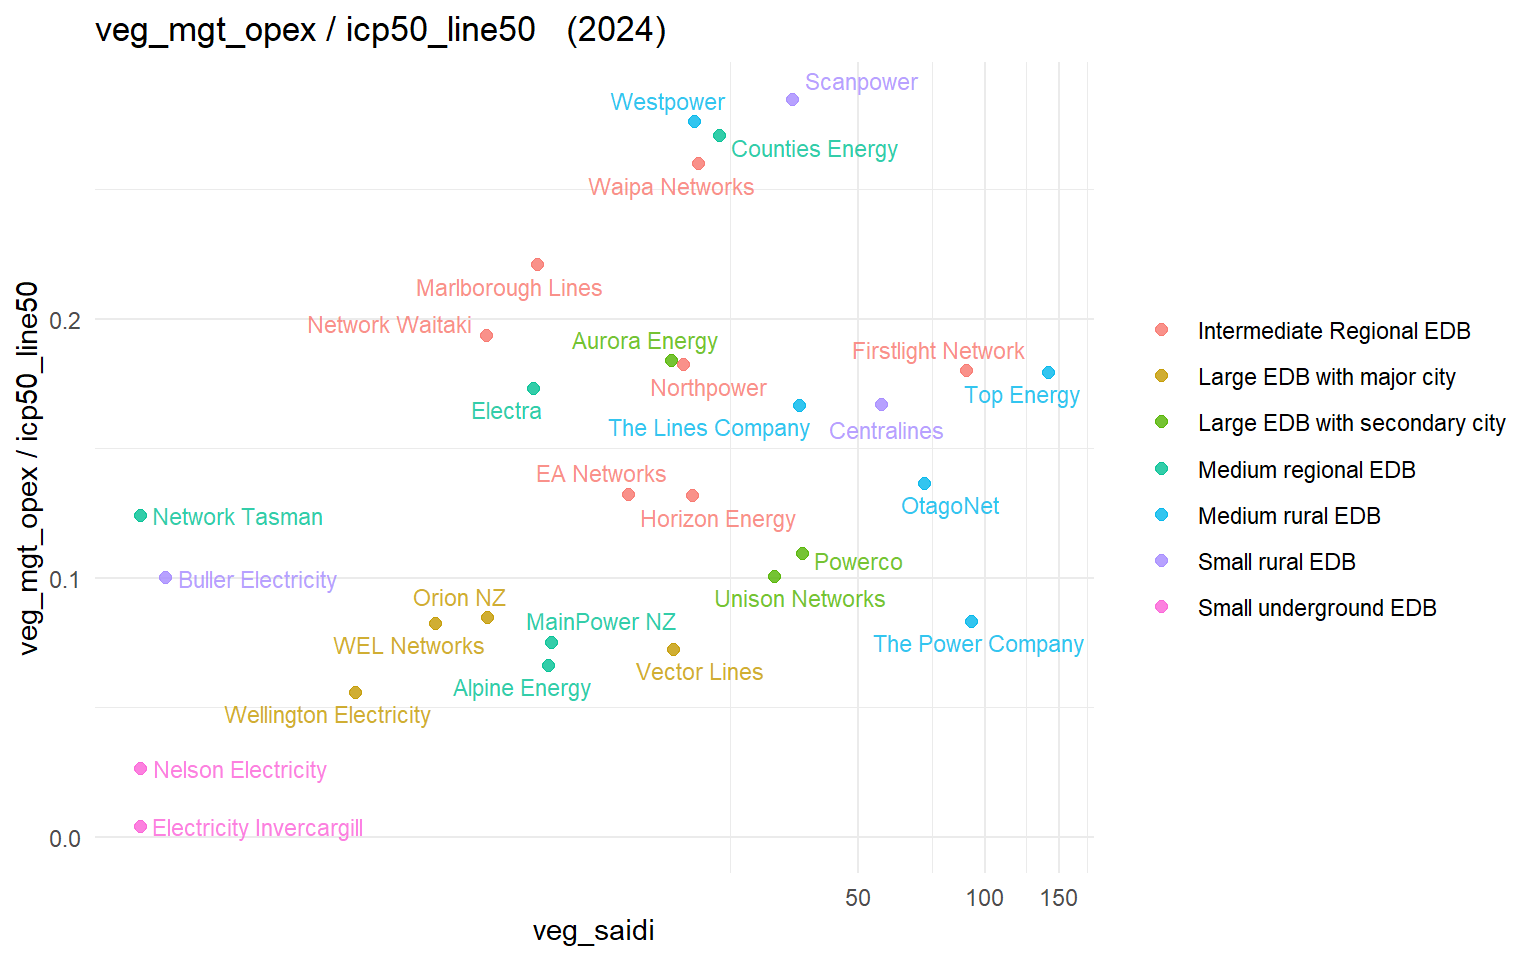 veg_mgt_opex / icp50_line50   (2024)
Scanpower
Westpower
Counties Energy
Waipa Networks
Marlborough Lines
Network Waitaki
Aurora Energy
Firstlight Network
Northpower
Top Energy
Electra
The Lines Company
Centralines
EA Networks
OtagoNet
Horizon Energy
Network Tasman
Powerco
Buller Electricity
Unison Networks
Orion NZ
MainPower NZ
WEL Networks
The Power Company
Vector Lines
Alpine Energy
Wellington Electricity
Nelson Electricity
Electricity Invercargill
0.2
0.1
0.0
veg_mgt_opex / icp50_line50
50
100
150
veg_saidi
Intermediate Regional EDB
Large EDB with major city
Large EDB with secondary city
Medium regional EDB
Medium rural EDB
Small rural EDB
Small underground EDB